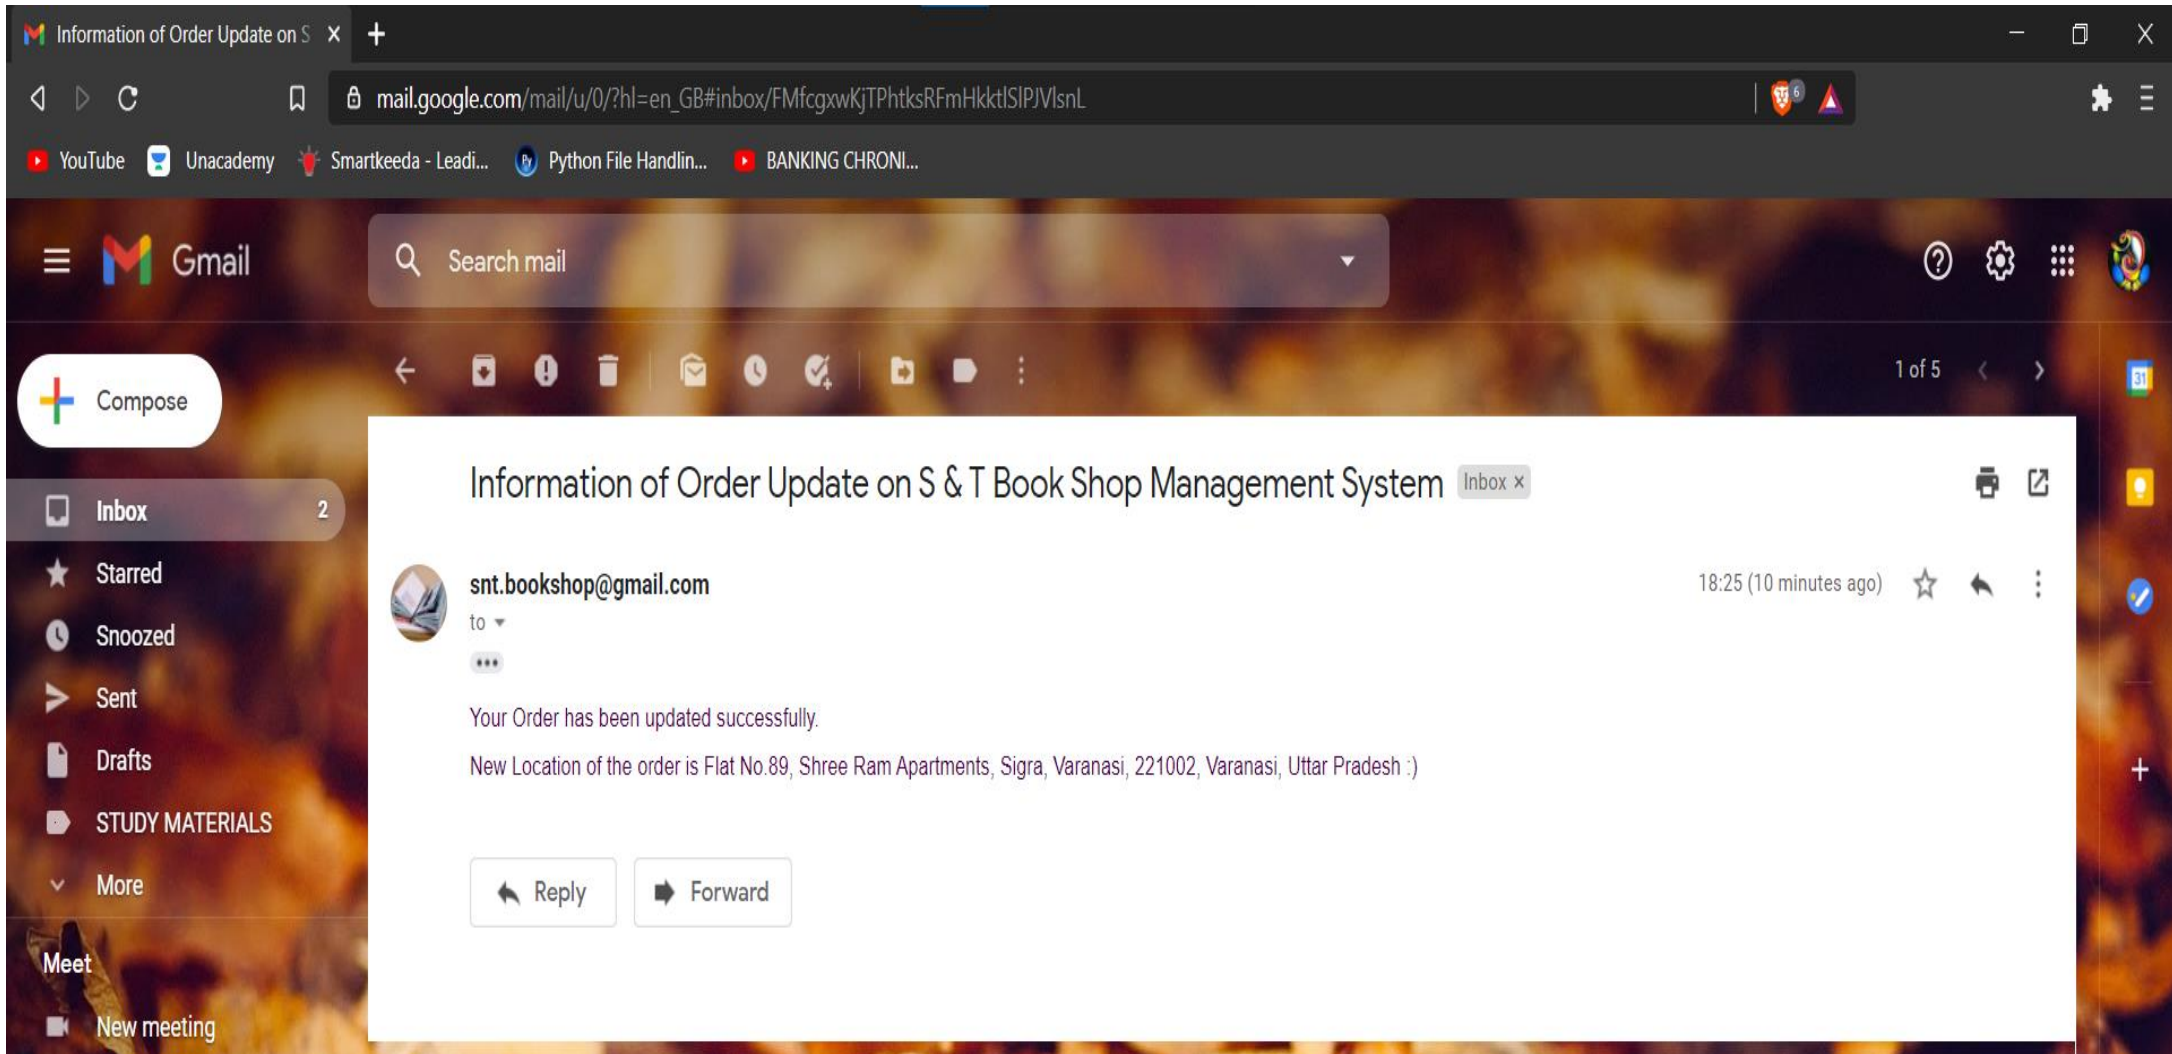 Information of Order Update on S
mail.google.com/mail/u/0/?hl=en_GB#inbox/FMfcgxwKjTPhtksRFmHkktlSlPJVlsnL
6
YouTube Unacademy Smartkeeda - Leadi... Python File Handlin... BANKING CHRONI...
Gmail
Search mail
1 of 5
31
Compose
Information of Order Update on S & T Book Shop Management System Inbox ×
Inbox 2
Starred
Snoozed
Sent
Drafts
STUDY MATERIALS
More
Meet
New meeting
snt.bookshop@gmail.com 18:25 (10 minutes ago)
to
Your Order has been updated successfully.
New Location of the order is Flat No.89, Shree Ram Apartments, Sigra, Varanasi, 221002, Varanasi, Uttar Pradesh :)
Reply Forward